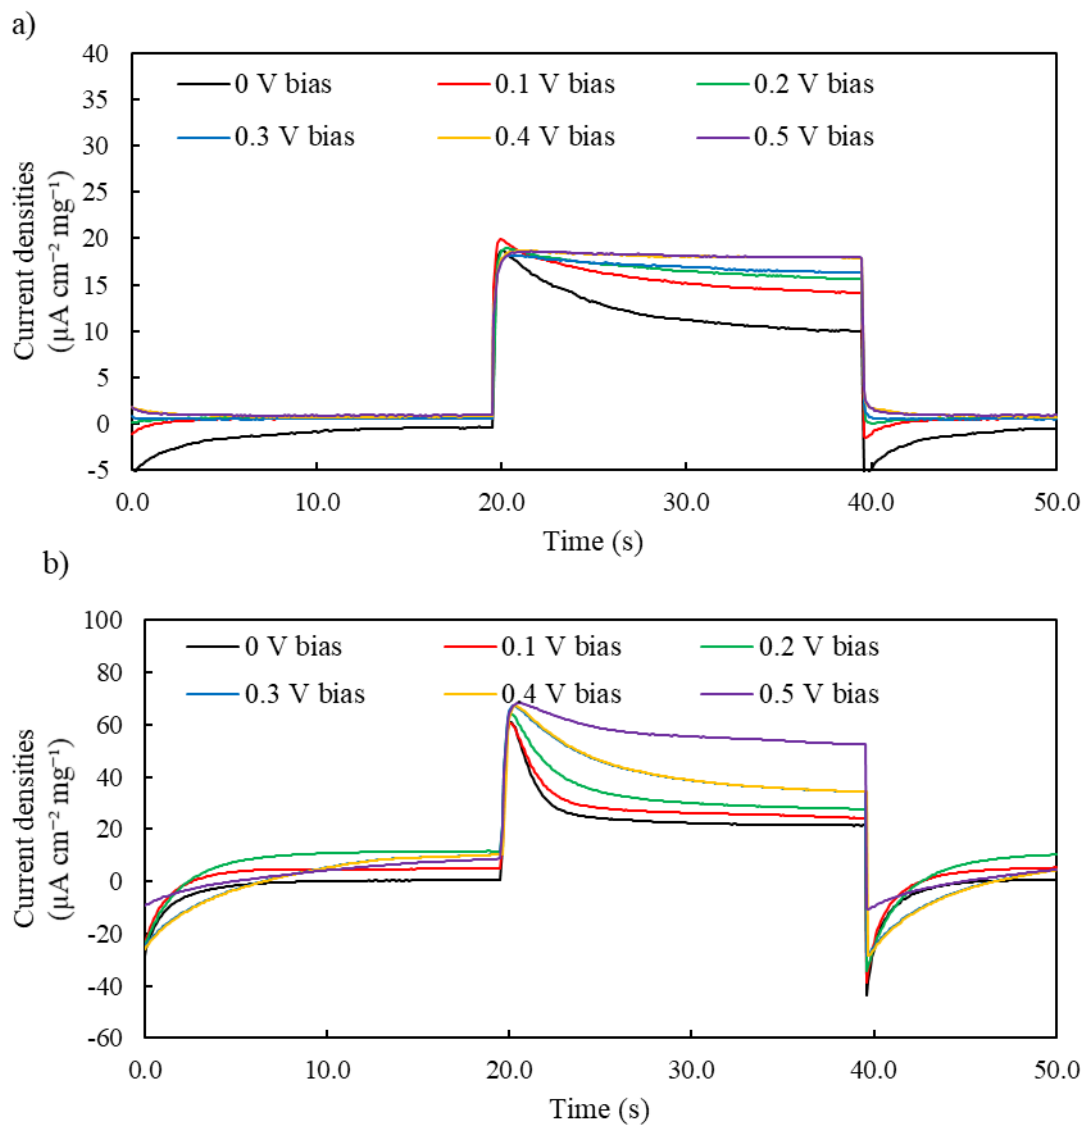 a)
40
35
30
25
20
15
10
5
0
-5
0 V bias 0.1 V bias 0.2 V bias
0.3 V bias 0.4 V bias 0.5 V bias
Current densities
(µA cm⁻² mg⁻¹)
0.0 10.0 20.0 30.0 40.0 50.0
Time (s)
b)
100
80
60
40
20
0
-20
-40
-60
0 V bias 0.1 V bias 0.2 V bias
0.3 V bias 0.4 V bias 0.5 V bias
Current densities
(µA cm⁻² mg⁻¹)
0.0 10.0 20.0 30.0 40.0 50.0
Time (s)